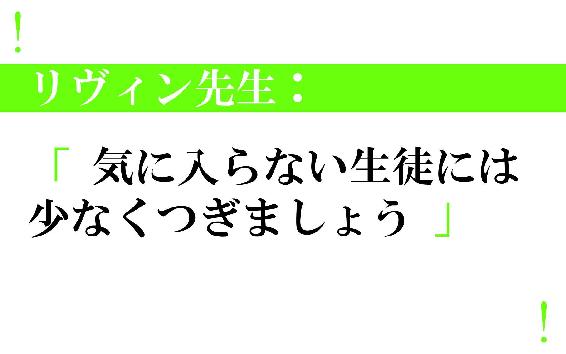 !
リヴィン先生：
「 気に入らない生徒には
少なくつぎましょう 」
!